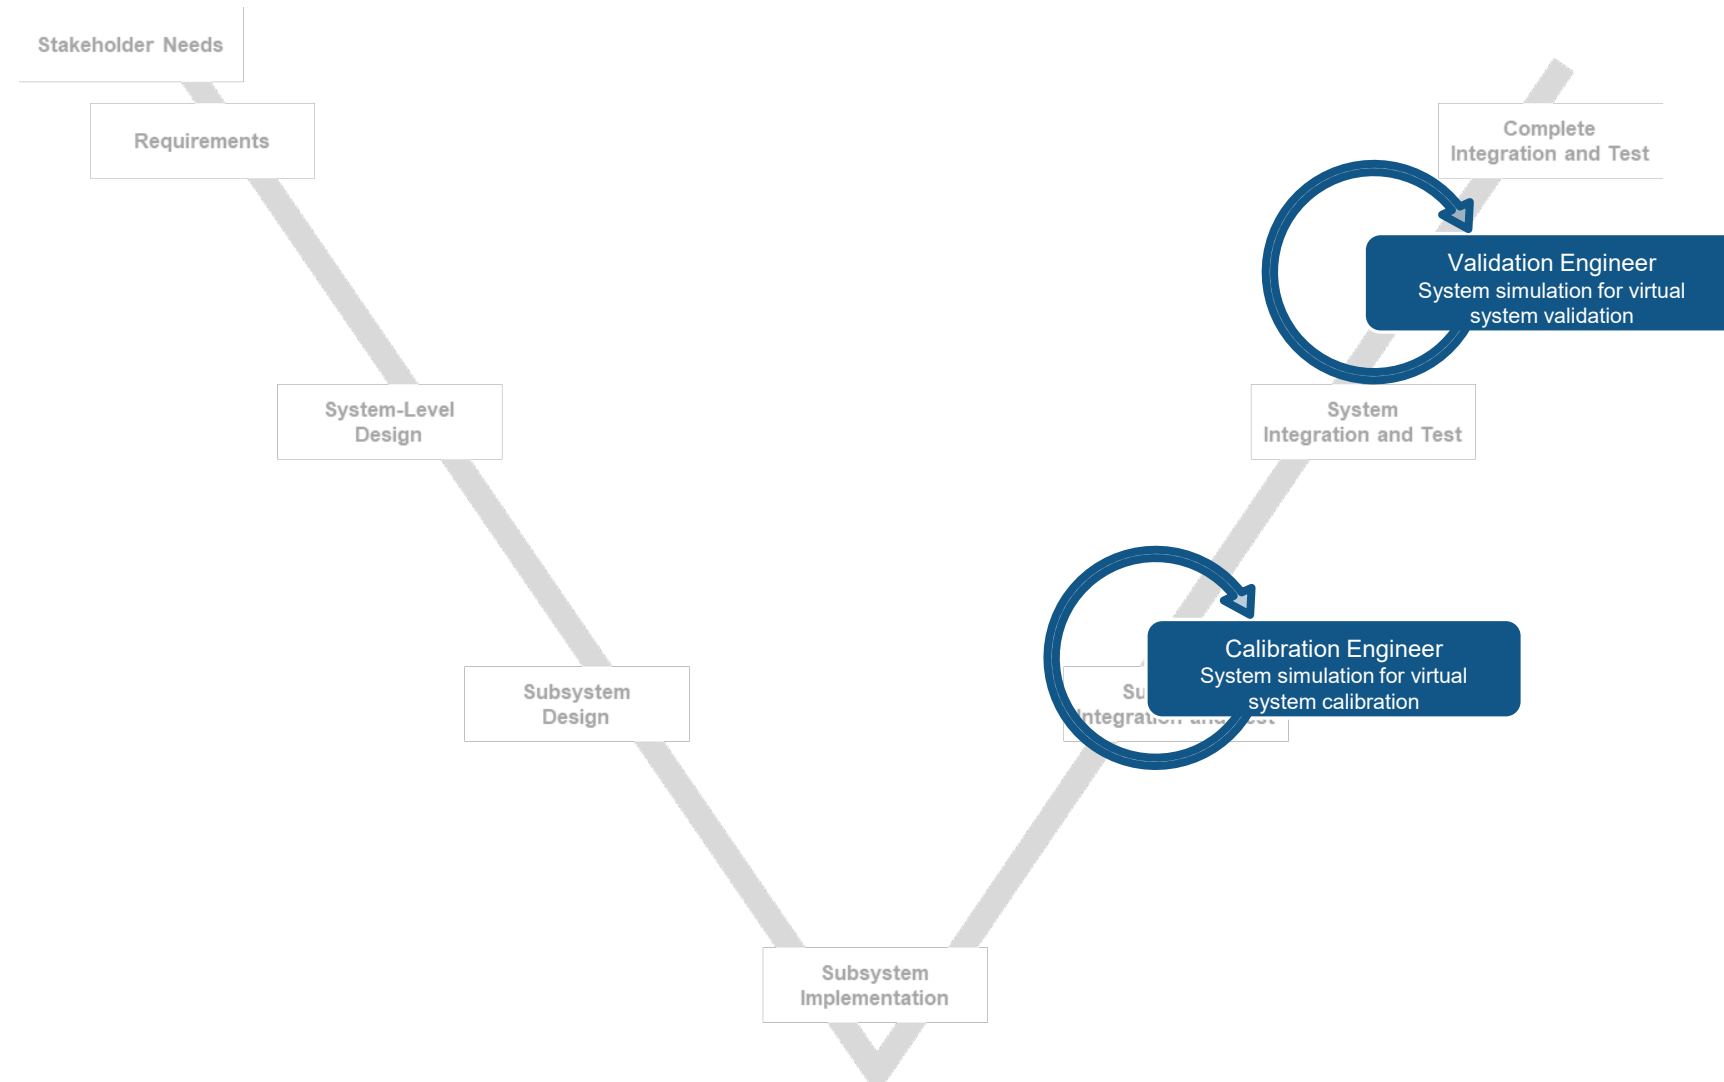 Stakeholder Needs
Requirements
System-Level
Design
Subsystem
Design
Subsystem
Implementation
Complete
Integration and Test
Validation Engineer
System simulation for virtual
system validation
System
Integration and Test
Calibration Engineer
System simulation for virtual
system calibration